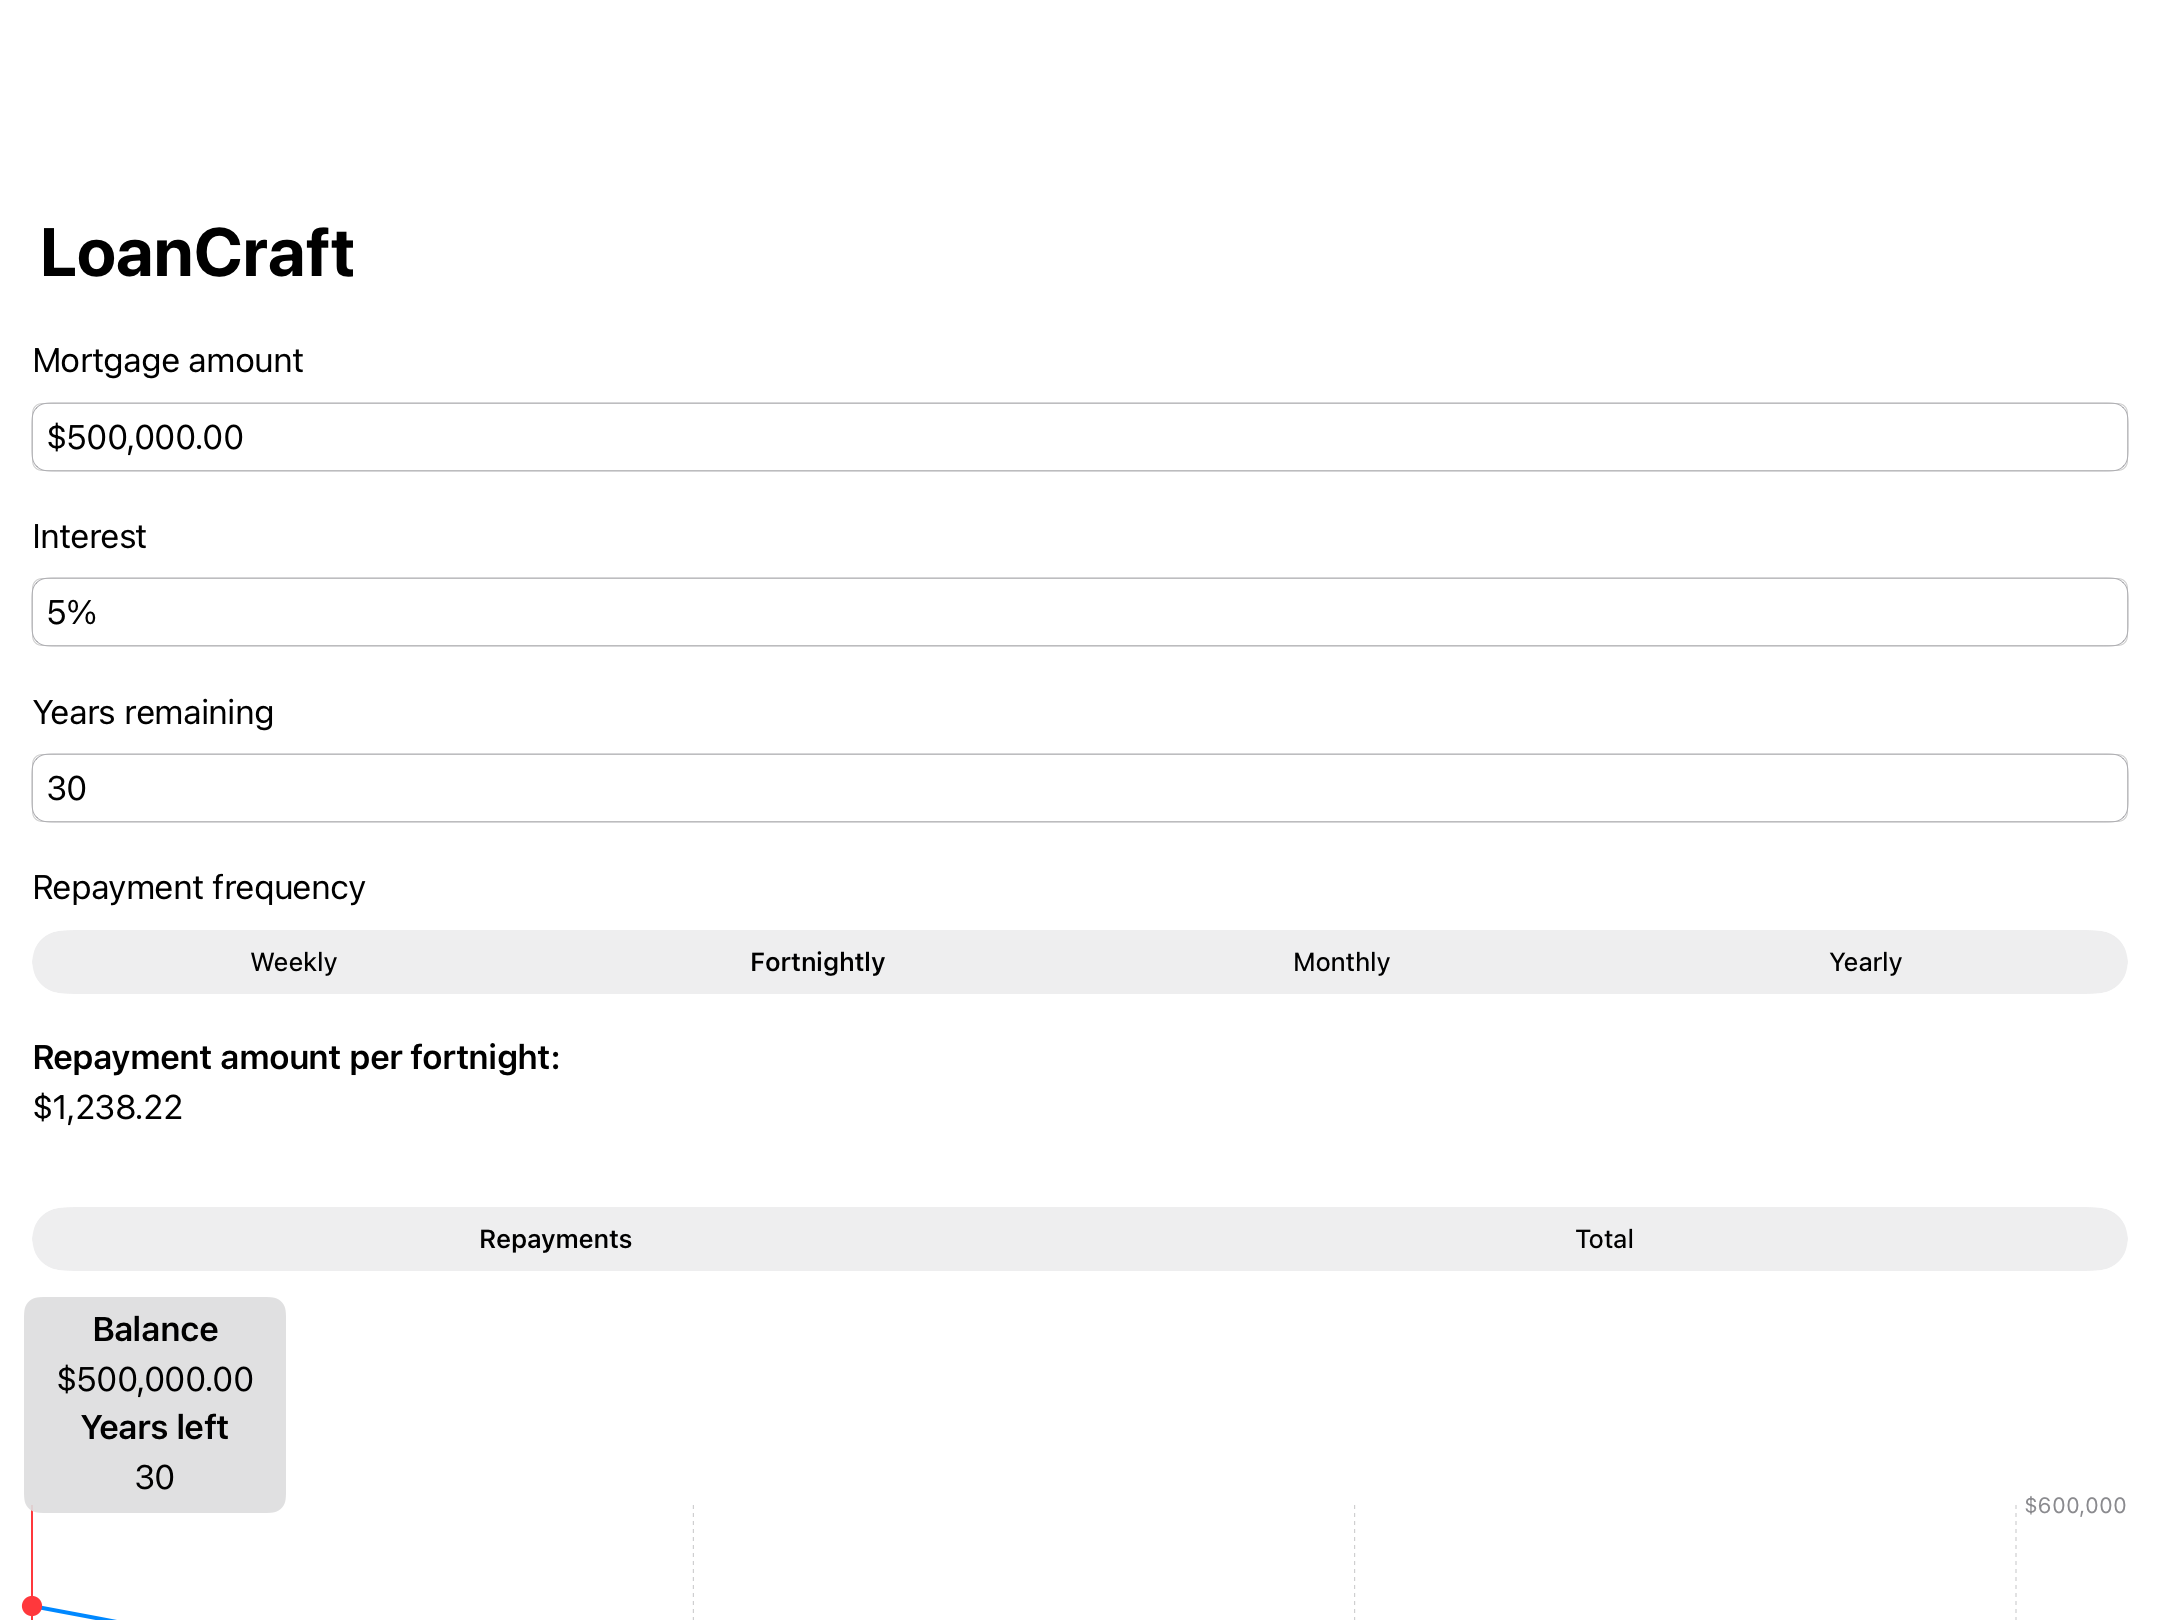 LoanCraft
Mortgage amount
$500,000.00
Interest
5%
Years remaining
30
Repayment frequency
Weekly Fortnightly Monthly Yearly
Repayment amount per fortnight:
$1,238.22
Repayments Total
Balance
$500,000.00
Years left
30
$600,000